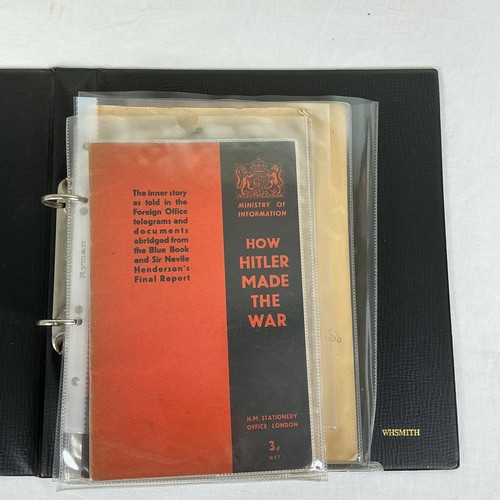 The inner story
as told in the
Foreign Office
telegrams and
documents
abridged from
the Blue Book
and Sir Nevile
Henderson's
Final Report
MINISTRY OF
INFORMATION
HOW
HITLER
MADE
THE
WAR
H.M. STATIONERY
OFFICE, LONDON
3d
NET
Ryman
WHSMITH